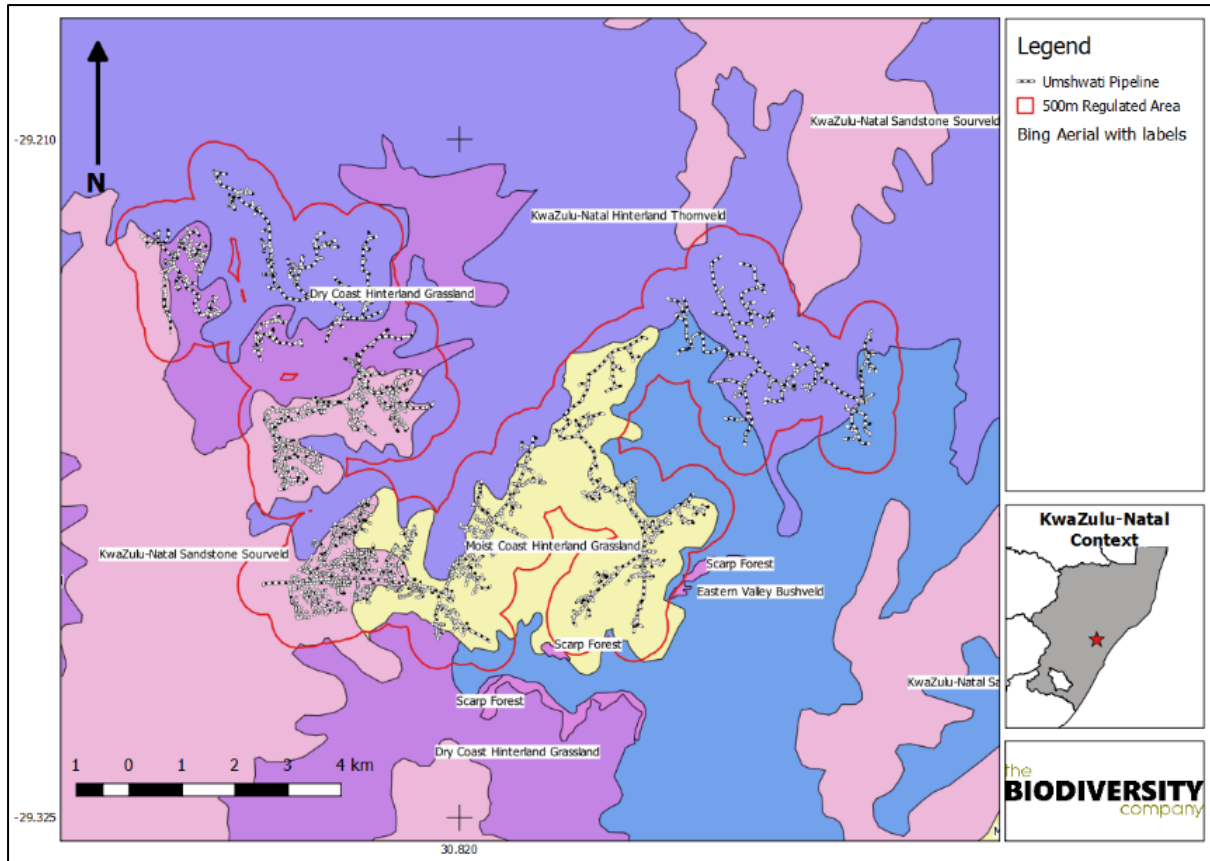 N
-29.210
-29.325
30.820
KwaZulu-Natal Sandstone Sourveld
KwaZulu-Natal Hinterland Thornveld
Dry Coast Hinterland Grassland
KwaZulu-Natal Sandstone Sourveld
Moist Coast Hinterland Grassland
Scarp Forest
Eastern Valley Bushveld
Scarp Forest
KwaZulu-Natal Sa
Scarp Forest
Dry Coast Hinterland Grassland
M
1 0 1 2 3 4 km
Legend
Umshwati Pipeline
500m Regulated Area
Bing Aerial with labels
KwaZulu-Natal
Context
the
BIODIVERSITY
company